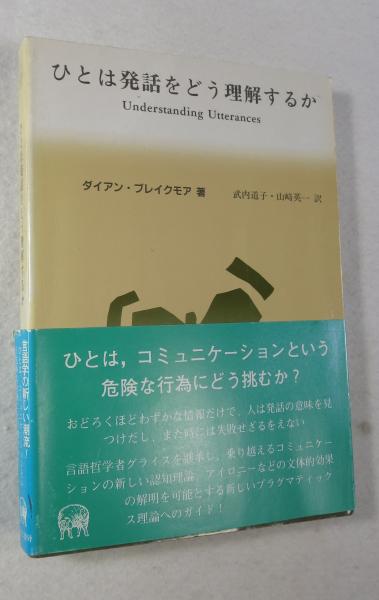 ひとは発話をどう理解するか
Understanding Utterances
ダイアン・ブレイクモア 著
武内道子・山﨑英一 訳
ひとは，コミュニケーションという
危険な行為にどう挑むか？
おどろくほどわずかな情報だけで、人は発話の意味を見
つけだし、また時には失敗せざるをえない
言語哲学者グライスを継承し、乗り越えるコミュニケー
ションの新しい認知理論。アイロニーなどの文体的効果
の解明を可能とする新しいプラグマティック
ス理論へのガイド！
言語学の新しい潮流！